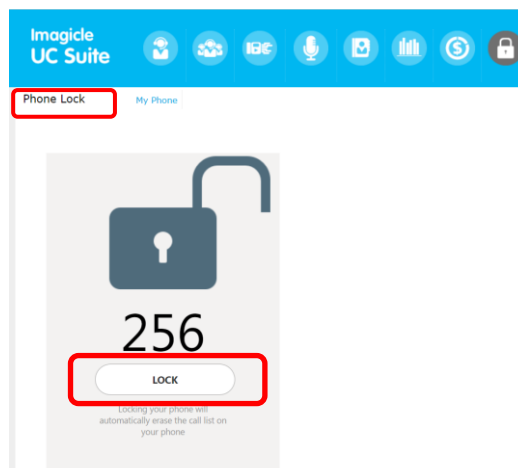 Imagicle
UC Suite
Phone Lock
My Phone
256
LOCK
Locking your phone will
automatically erase the call list on
your phone